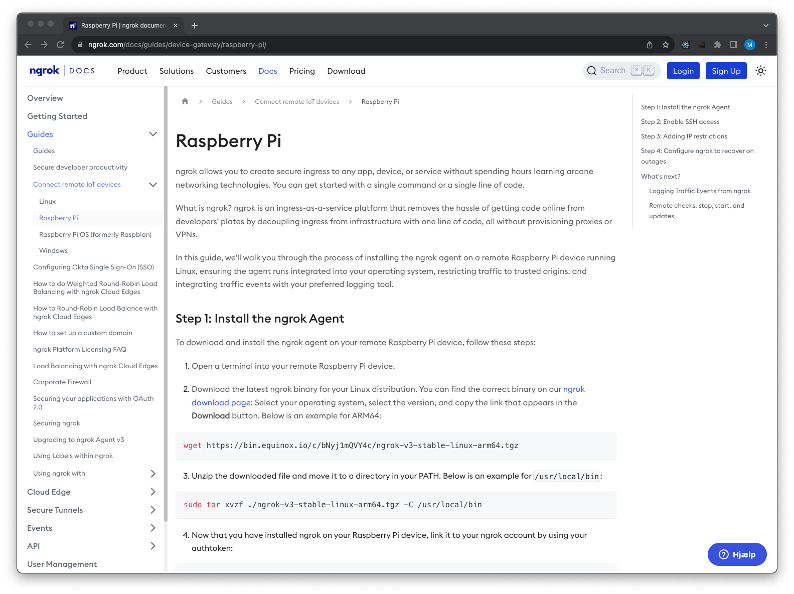 Raspberry Pi | ngrok documen
ngrok.com/docs/guides/device-gateway/raspberry-pi/
M
ngrok DOCS
Product Solutions Customers Docs Pricing Download
Search ⌘ K
Login
Sign Up
Overview
Getting Started
Guides
Guides
Secure developer productivity
Connect remote IoT devices
Linux
Raspberry Pi
Raspberry Pi OS (formerly Raspbian)
Windows
Configuring Okta Single Sign-On (SSO)
How to do Weighted Round-Robin Load
Balancing with ngrok Cloud Edges
How to Round-Robin Load Balance with
ngrok Cloud Edges
How to set up a custom domain
ngrok Platform Licensing FAQ
Load Balancing with ngrok Cloud Edges
Corporate Firewall
Securing your applications with OAuth
2.0
Securing ngrok
Upgrading to ngrok Agent v3
Using Labels within ngrok
Using ngrok with
Cloud Edge
Secure Tunnels
Events
API
User Management
Guides
Connect remote IoT devices
Raspberry Pi
Raspberry Pi
ngrok allows you to create secure ingress to any app, device, or service without spending hours learning arcane
networking technologies. You can get started with a single command or a single line of code.
What is ngrok? ngrok is an ingress-as-a-service platform that removes the hassle of getting code online from
developers' plates by decoupling ingress from infrastructure with one line of code, all without provisioning proxies or
VPNs.
In this guide, we'll walk you through the process of installing the ngrok agent on a remote Raspberry Pi device running
Linux, ensuring the agent runs integrated into your operating system, restricting traffic to trusted origins, and
integrating traffic events with your preferred logging tool.
Step 1: Install the ngrok Agent
To download and install the ngrok agent on your remote Raspberry Pi device, follow these steps:
1. Open a terminal into your remote Raspberry Pi device.
2. Download the latest ngrok binary for your Linux distribution. You can find the correct binary on our ngrok
download page: Select your operating system, select the version, and copy the link that appears in the
Download button. Below is an example for ARM64:
wget https://bin.equinox.io/c/bNyj1mQVY4c/ngrok-v3-stable-linux-arm64.tgz
3. Unzip the downloaded file and move it to a directory in your PATH. Below is an example for /usr/local/bin:
sudo tar xvzf ./ngrok-v3-stable-linux-arm64.tgz -C /usr/local/bin
4. Now that you have installed ngrok on your Raspberry Pi device, link it to your ngrok account by using your
authtoken:
Step 1: Install the ngrok Agent
Step 2: Enable SSH access
Step 3: Adding IP restrictions
Step 4: Configure ngrok to recover on
outages
What's next?
Logging Traffic Events from ngrok
Remote checks, stop, start, and
updates
Hjælp